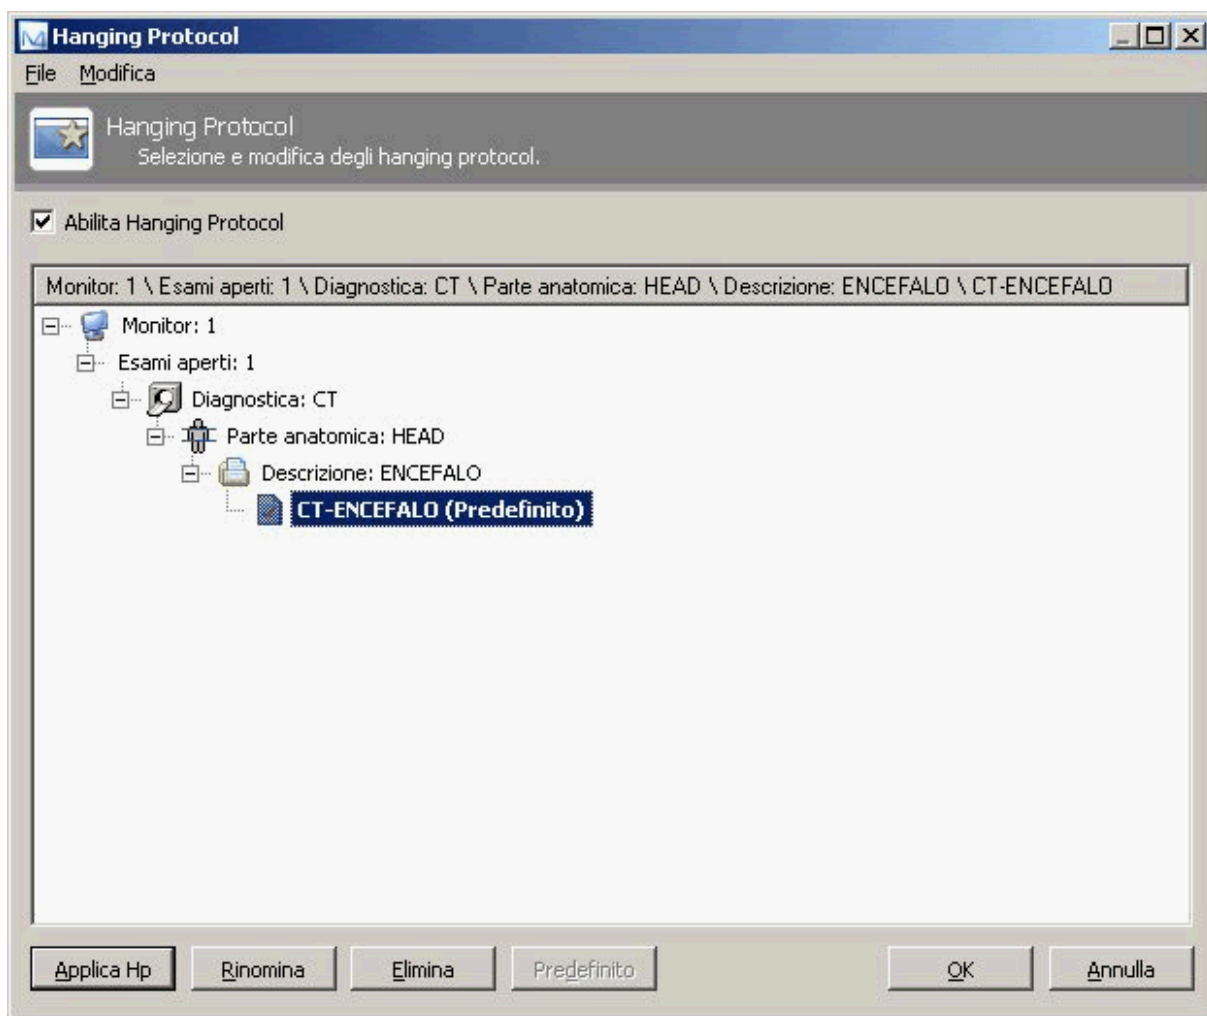 Hanging Protocol
File Modifica
Hanging Protocol
Selezione e modifica degli hanging protocol.
Abilita Hanging Protocol
Monitor: 1 \ Esami aperti: 1 \ Diagnostica: CT \ Parte anatomica: HEAD \ Descrizione: ENCEFALO \ CT-ENCEFALO
Monitor: 1
Esami aperti: 1
Diagnostica: CT
Parte anatomica: HEAD
Descrizione: ENCEFALO
CT-ENCEFALO (Predefinito)
Applica Hp Rinomina Elimina Predefinito OK Annulla